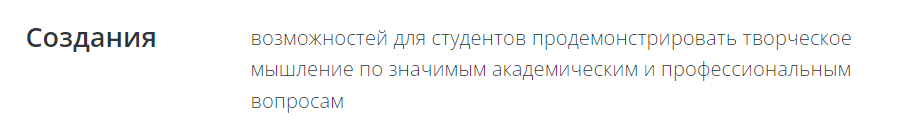 Создания
возможностей для студентов продемонстрировать творческое
мышление по значимым академическим и профессиональным
вопросам